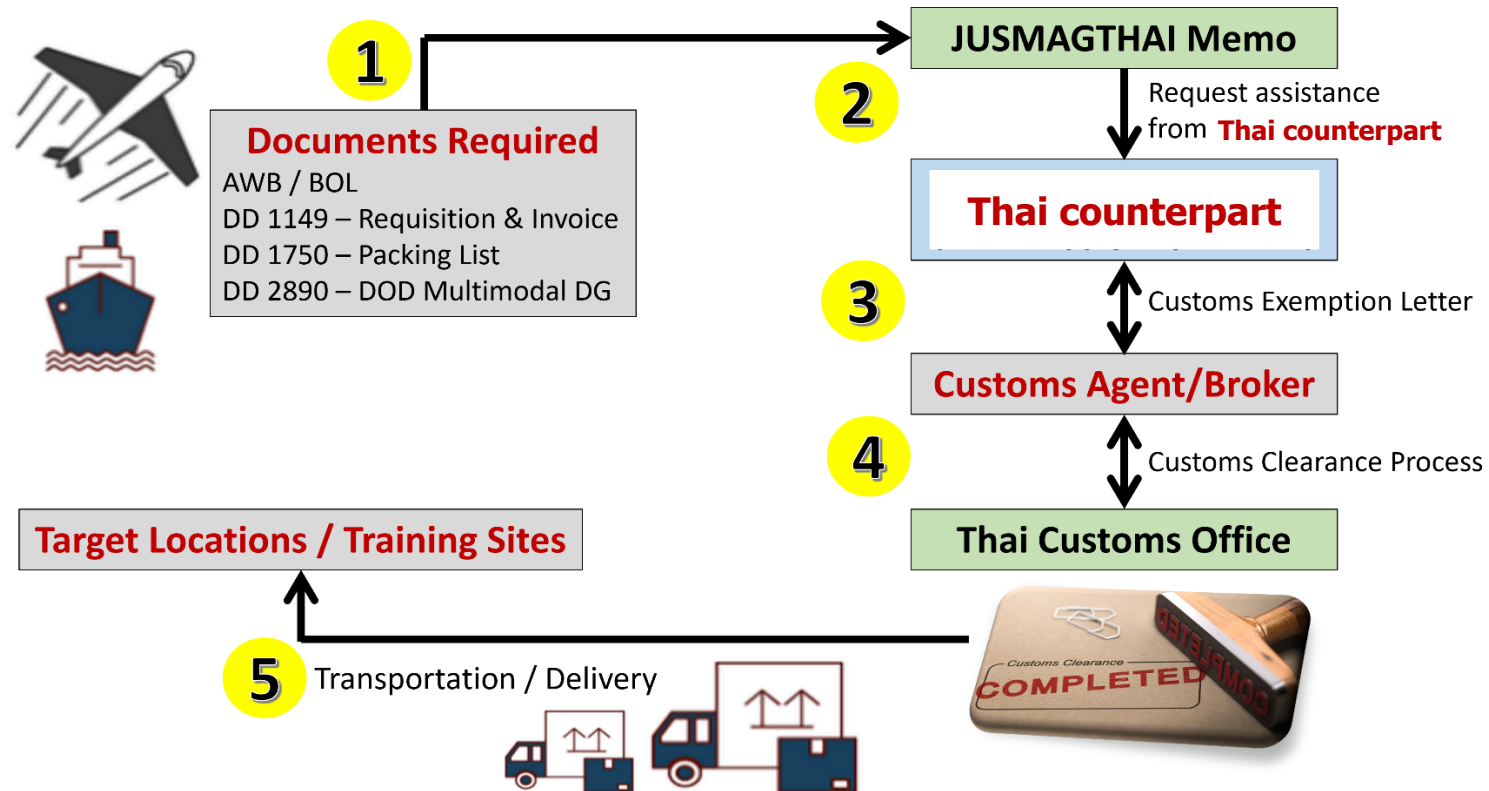 1
Documents Required
AWB / BOL
DD 1149 – Requisition & Invoice
DD 1750 – Packing List
DD 2890 – DOD Multimodal DG
JUSMAGTHAI Memo
2
Request assistance
from Thai counterpart
Thai counterpart
3
Customs Exemption Letter
Customs Agent/Broker
4
Customs Clearance Process
Thai Customs Office
Customs Clearance
COMPLETED
COMPLETED
Target Locations / Training Sites
5
Transportation / Delivery